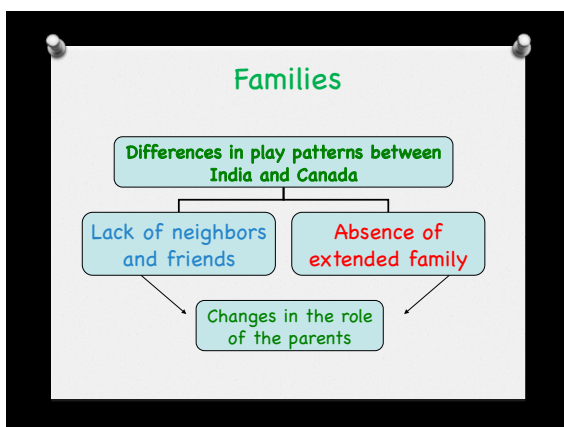 Families
Differences in play patterns between
India and Canada
Lack of neighbors
and friends
Absence of
extended family
Changes in the role
of the parents